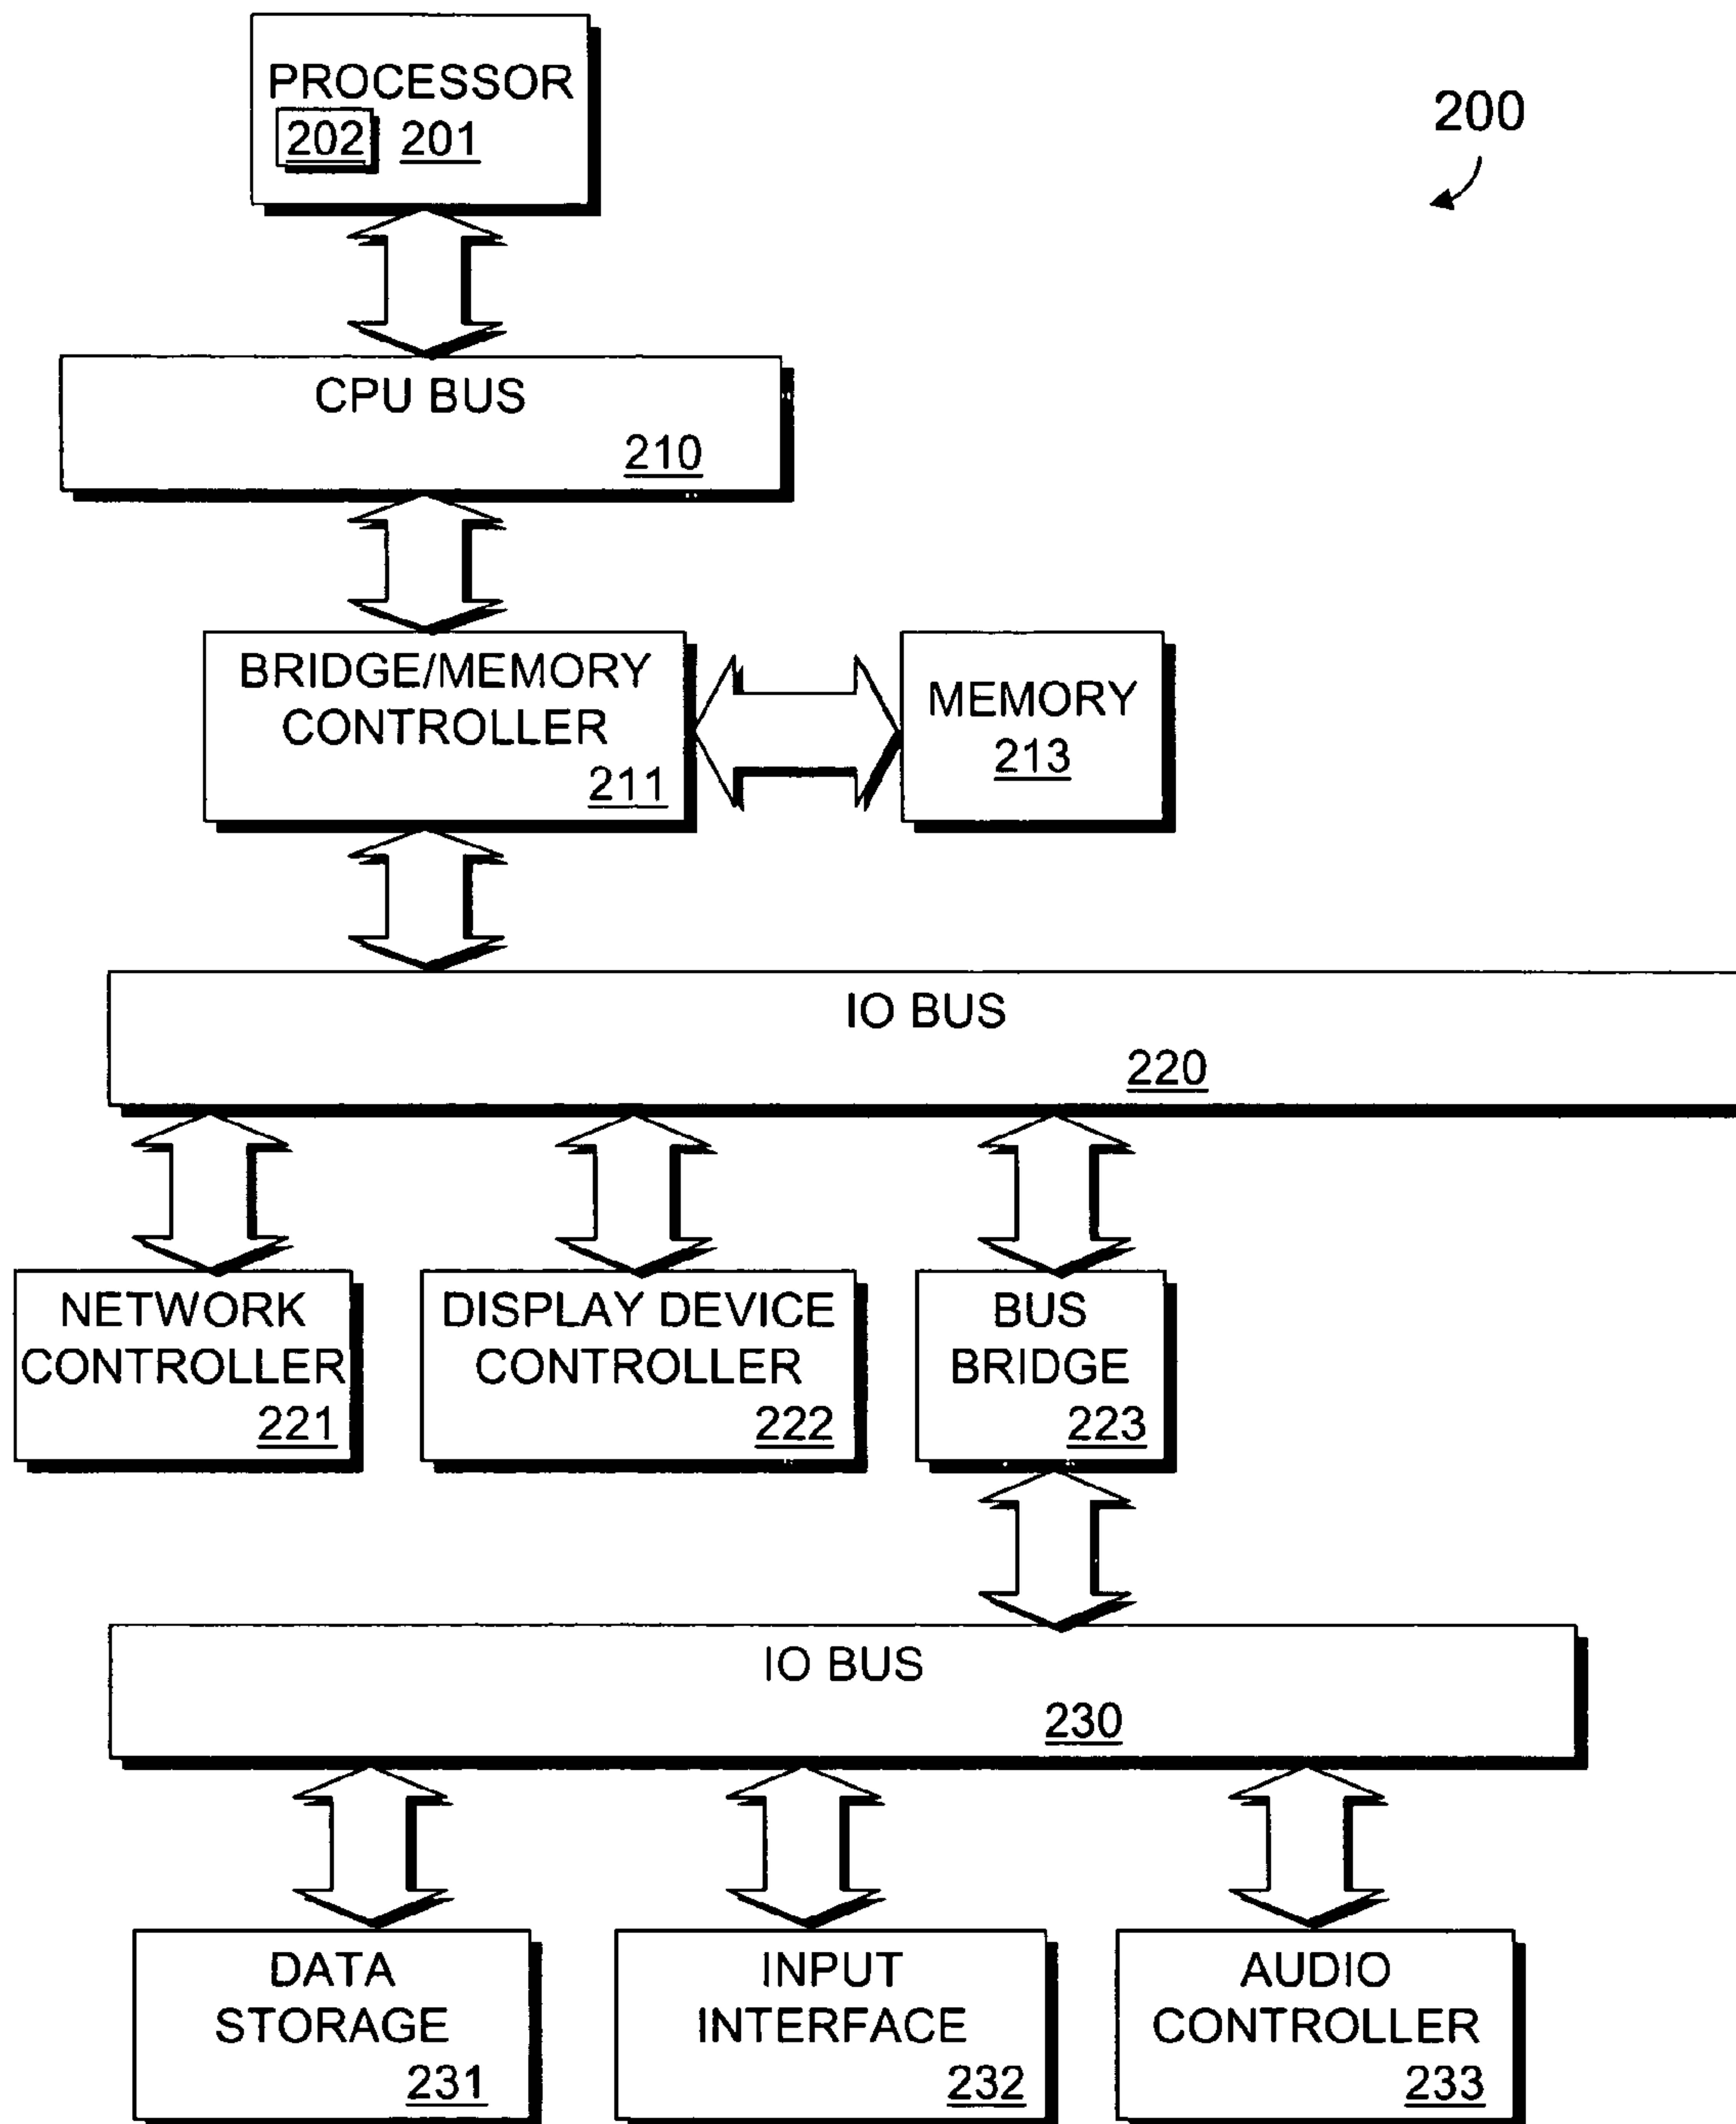 PROCESSOR
202 201
200
CPU BUS
210
BRIDGE/MEMORY
CONTROLLER
211
MEMORY
213
IO BUS
220
NETWORK
CONTROLLER
221
DISPLAY DEVICE
CONTROLLER
222
BUS
BRIDGE
223
IO BUS
230
DATA
STORAGE
231
INPUT
INTERFACE
232
AUDIO
CONTROLLER
233